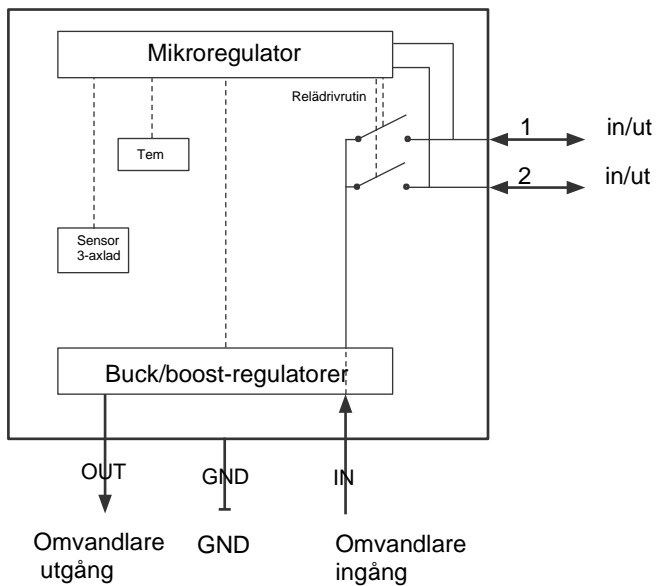 Mikroregulator
Relädrivrutin
1
in/ut
Tem
2
in/ut
Sensor
3-axlad
Buck/boost-regulatorer
OUT
GND
IN
Omvandlare
utgång
GND
Omvandlare
ingång